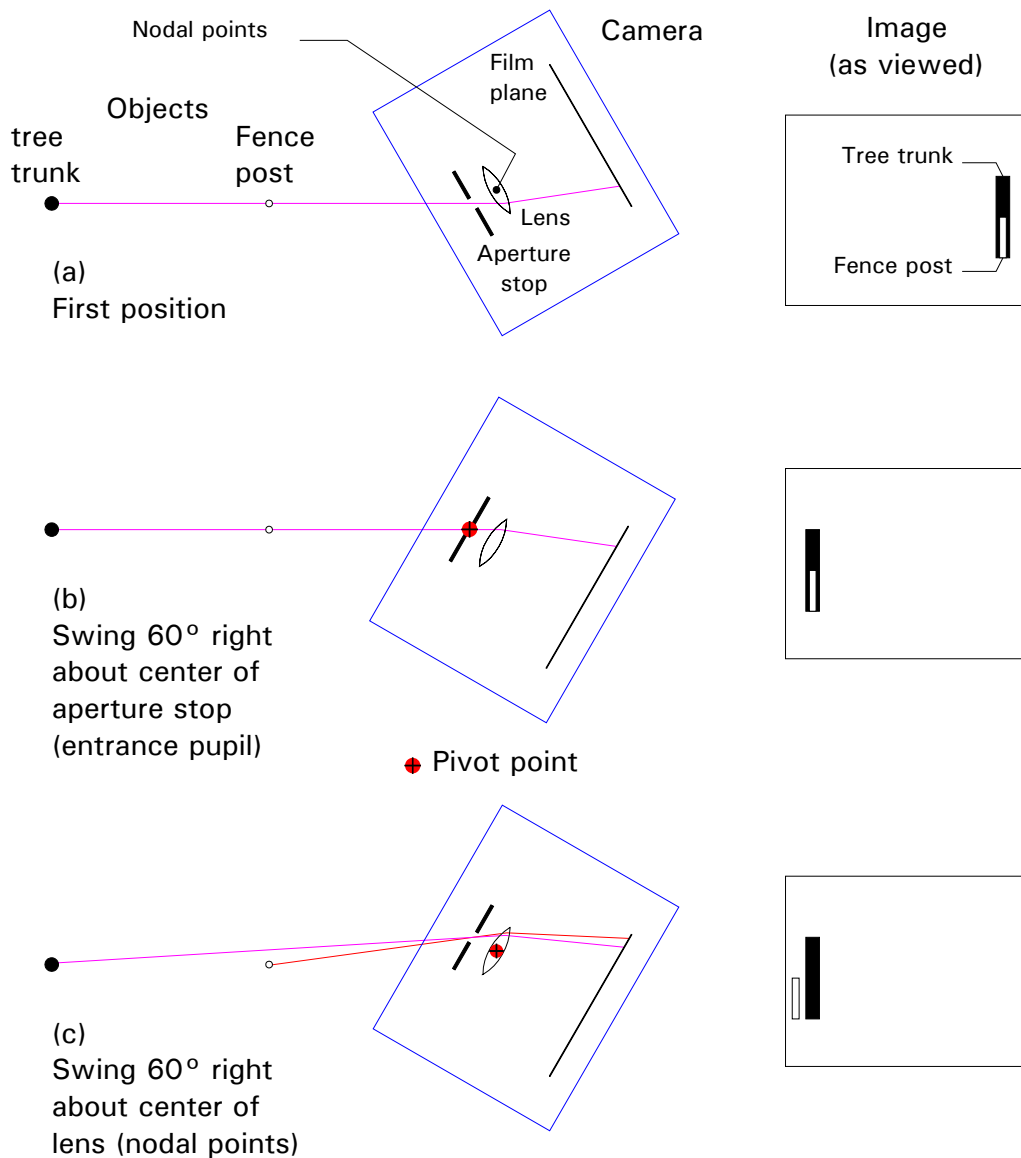 Nodal points
Camera
Image
(as viewed)
Film
plane
Objects
tree
trunk
Fence
post
Tree trunk
Lens
Aperture
stop
Fence post
(a)
First position
(b)
Swing 60º right
about center of
aperture stop
(entrance pupil)
Pivot point
(c)
Swing 60º right
about center of
lens (nodal points)